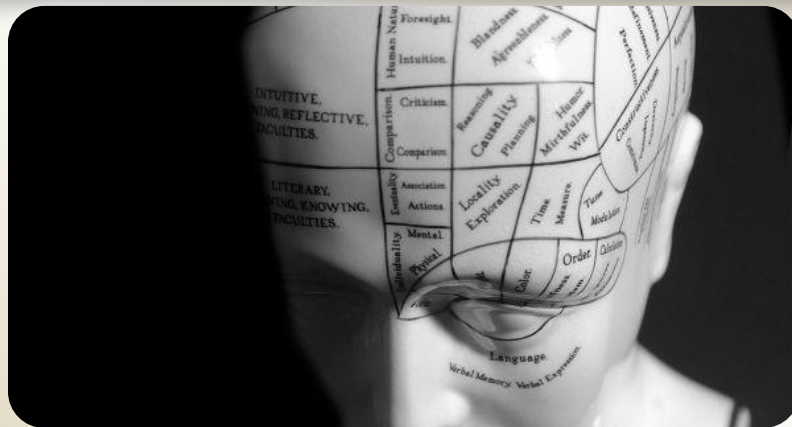 Human Nature
Foresight.
Intuition.
Blandness
Agreeableness
Refinement
Perfection.
INTUITIVE,
REFLECTIVE,
FACULTIES.
Comparison.
Criticism.
Comparison.
Reasoning
Causality
Planning
Humor
Mirthfulness
Wit.
Constructiveness
LITERARY,
KNOWING,
FACULTIES.
Eventuality
Association.
Actions.
Locality
Exploration.
Time
Measure.
Tune
Modulation
Individuality
Mental.
Physical
Color.
Order.
Calculation
Language.
Verbal Memory. Verbal Expression.